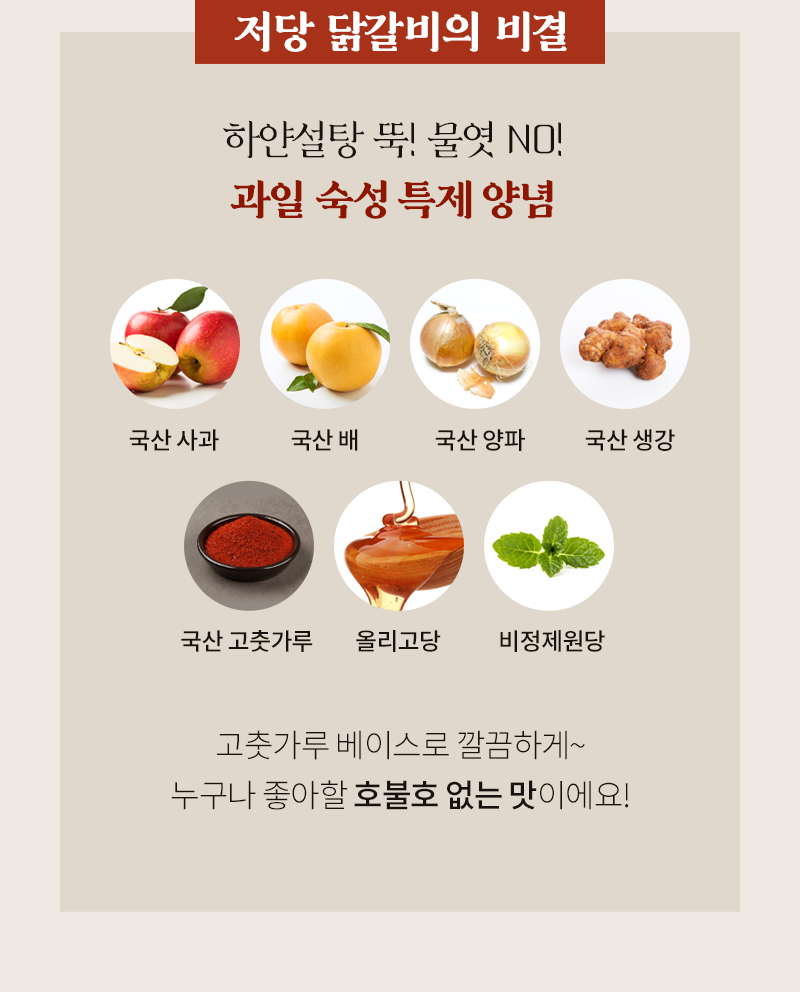 저당 닭갈비의 비결
하얀설탕 뚝! 물엿 NO!
과일 숙성 특제 양념
국산 사과
국산 배
국산 양파
국산 생강
국산 고춧가루
올리고당
비정제원당
고춧가루 베이스로 깔끔하게~
누구나 좋아할 호불호 없는 맛이에요!